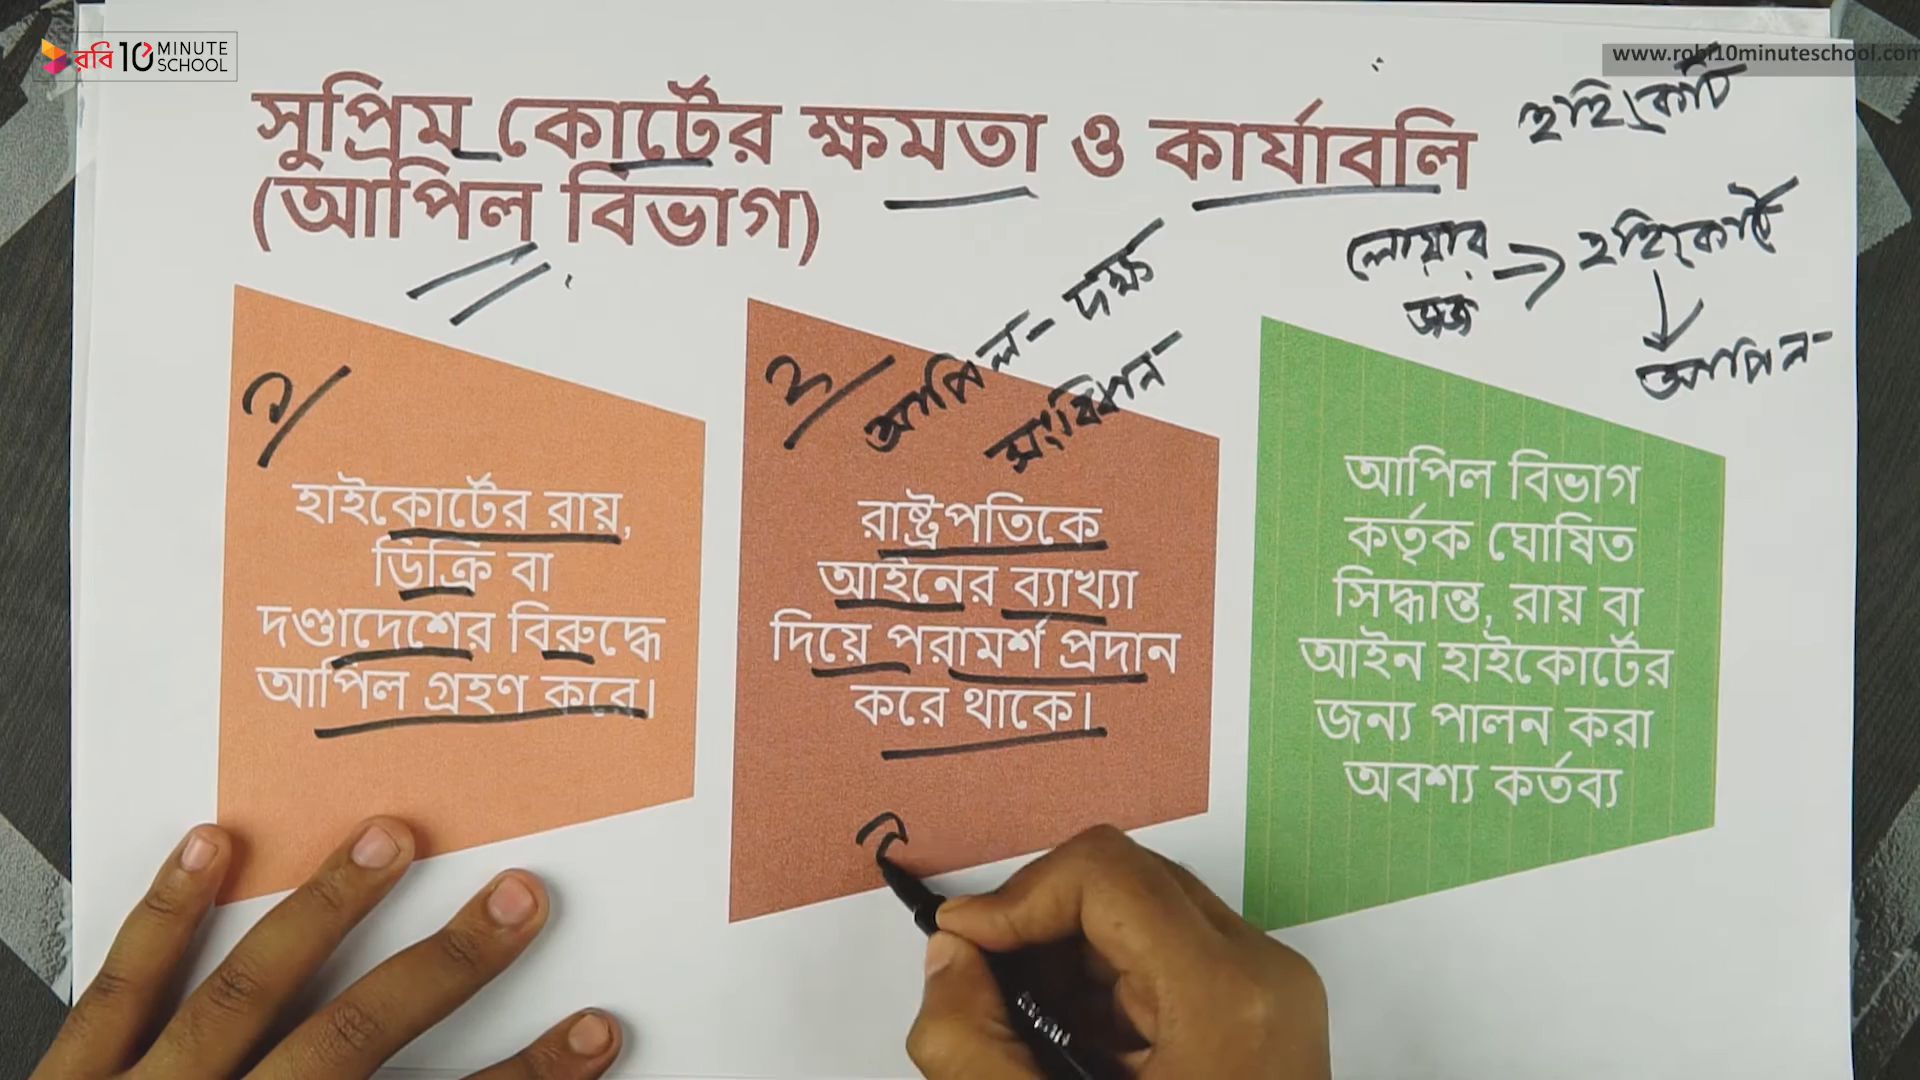 রবি 10 MINUTE SCHOOL
www.robi10minuteschool.com
সুপ্রিম কোর্টের ক্ষমতা ও কার্যাবলি
(আপিল বিভাগ)
হাইকোর্ট
লোয়ার জজ ⇒ হাইকোর্ট
↓
আপিল
১/
হাইকোর্টের রায়,
ডিক্রি বা
দণ্ডাদেশের বিরুদ্ধে
আপিল গ্রহণ করে।
২/
আপিল - দক্ষ
সংবিধান
রাষ্ট্রপতিকে
আইনের ব্যাখ্যা
দিয়ে পরামর্শ প্রদান
করে থাকে।
আপিল বিভাগ
কর্তৃক ঘোষিত
সিদ্ধান্ত, রায় বা
আইন হাইকোর্টের
জন্য পালন করা
অবশ্য কর্তব্য